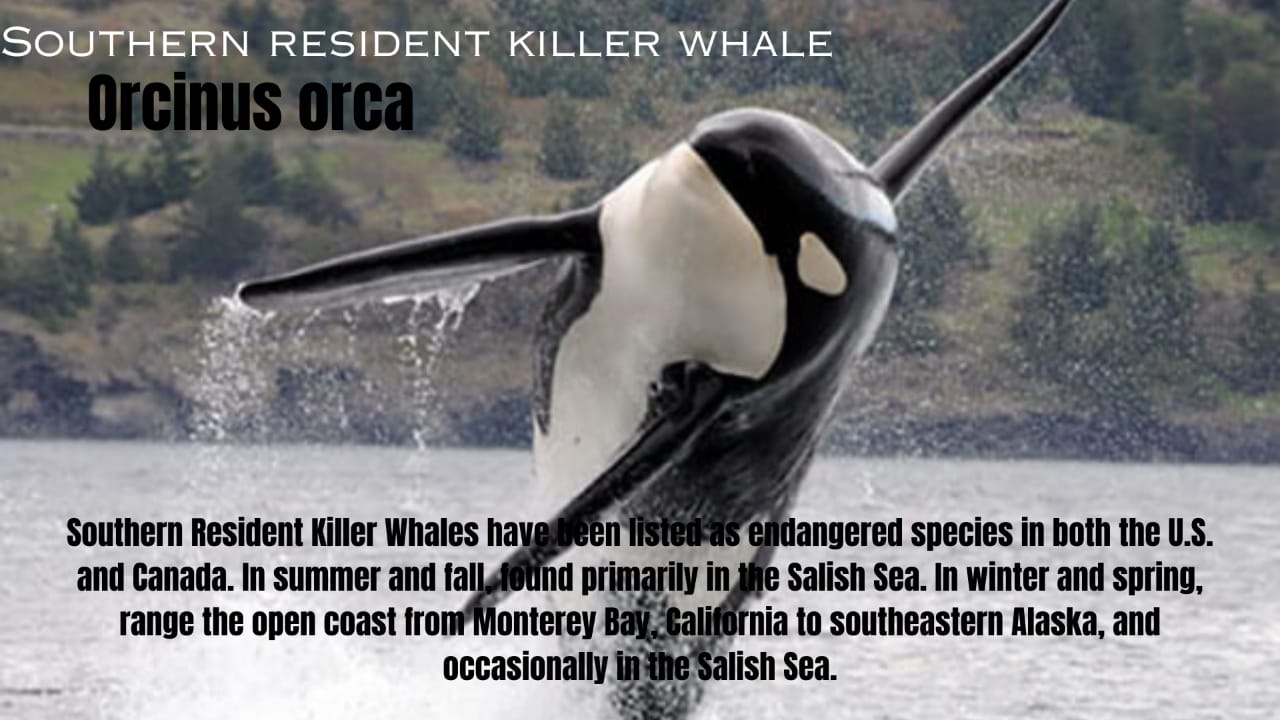 SOUTHERN RESIDENT KILLER WHALE
Orcinus orca
Southern Resident Killer Whales have been listed as endangered species in both the U.S.
and Canada. In summer and fall, found primarily in the Salish Sea. In winter and spring,
range the open coast from Monterey Bay, California to southeastern Alaska, and
occasionally in the Salish Sea.